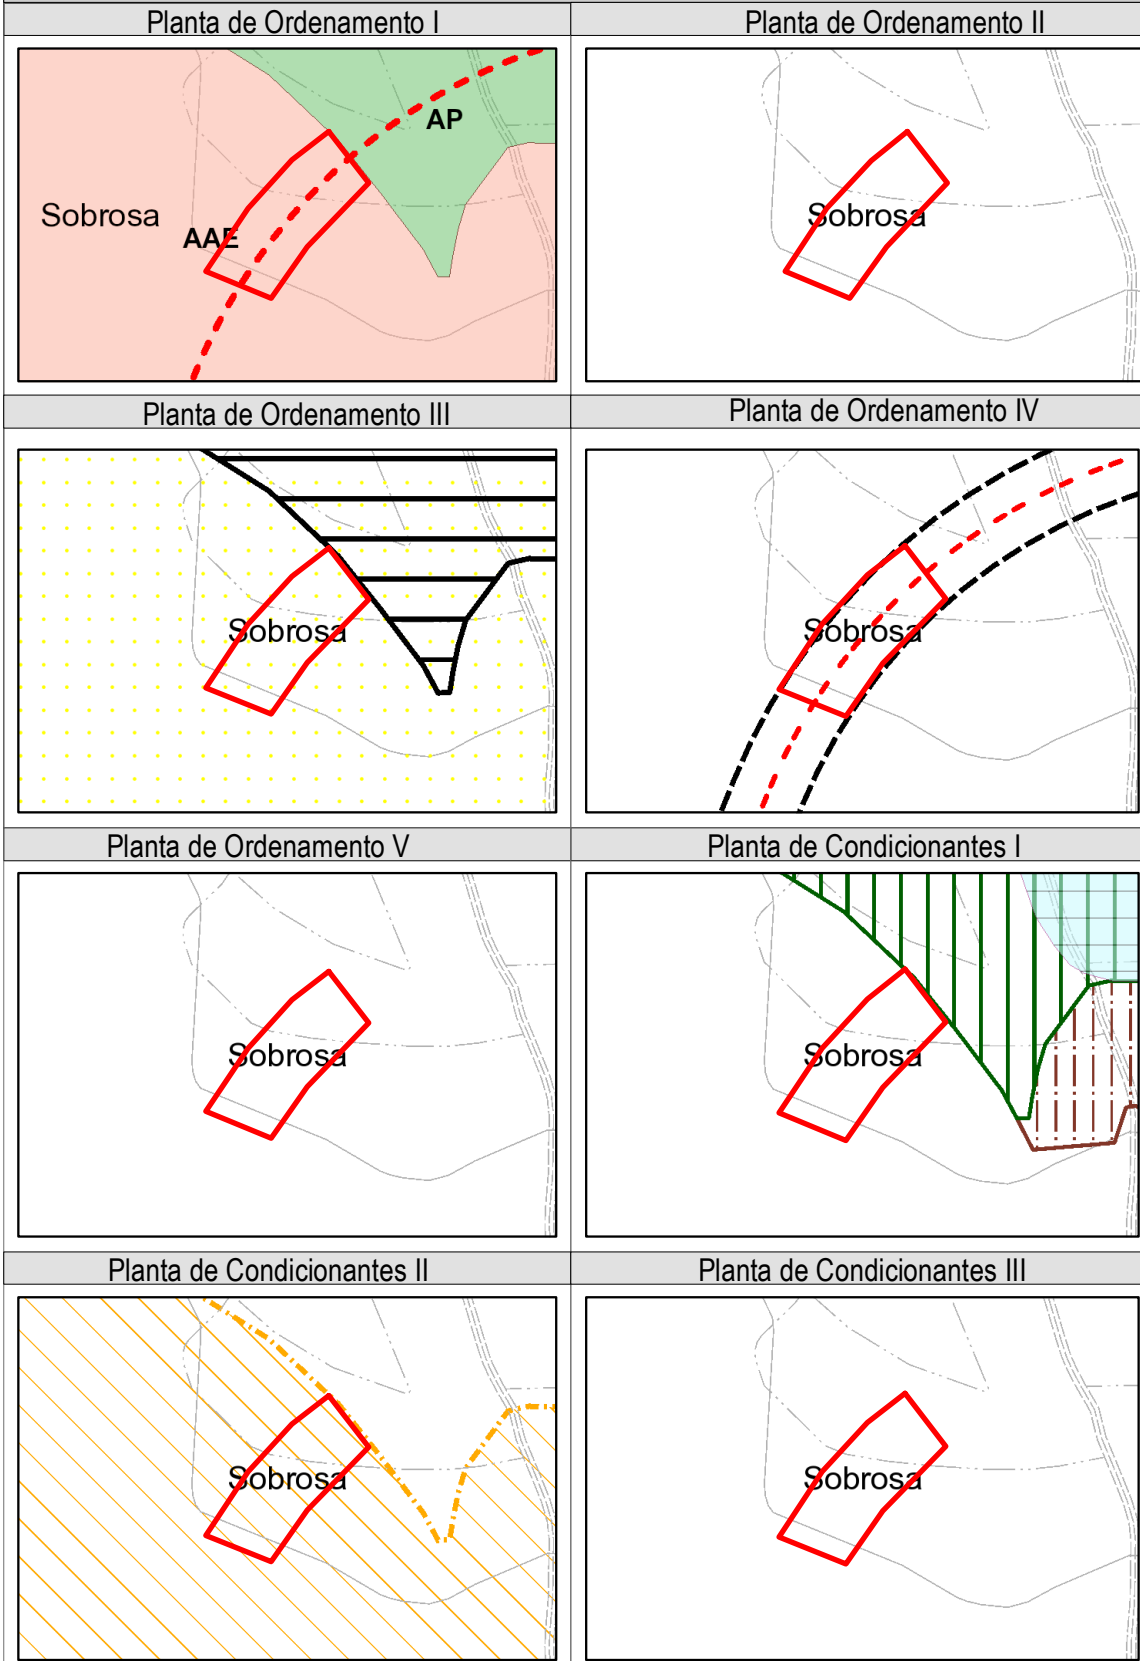 Planta de Ordenamento I
Planta de Ordenamento II
AP
Sobrosa
AAE
Sobrosa
Planta de Ordenamento III
Planta de Ordenamento IV
Sobrosa
Sobrosa
Planta de Ordenamento V
Planta de Condicionantes I
Sobrosa
Sobrosa
Planta de Condicionantes II
Planta de Condicionantes III
Sobrosa
Sobrosa